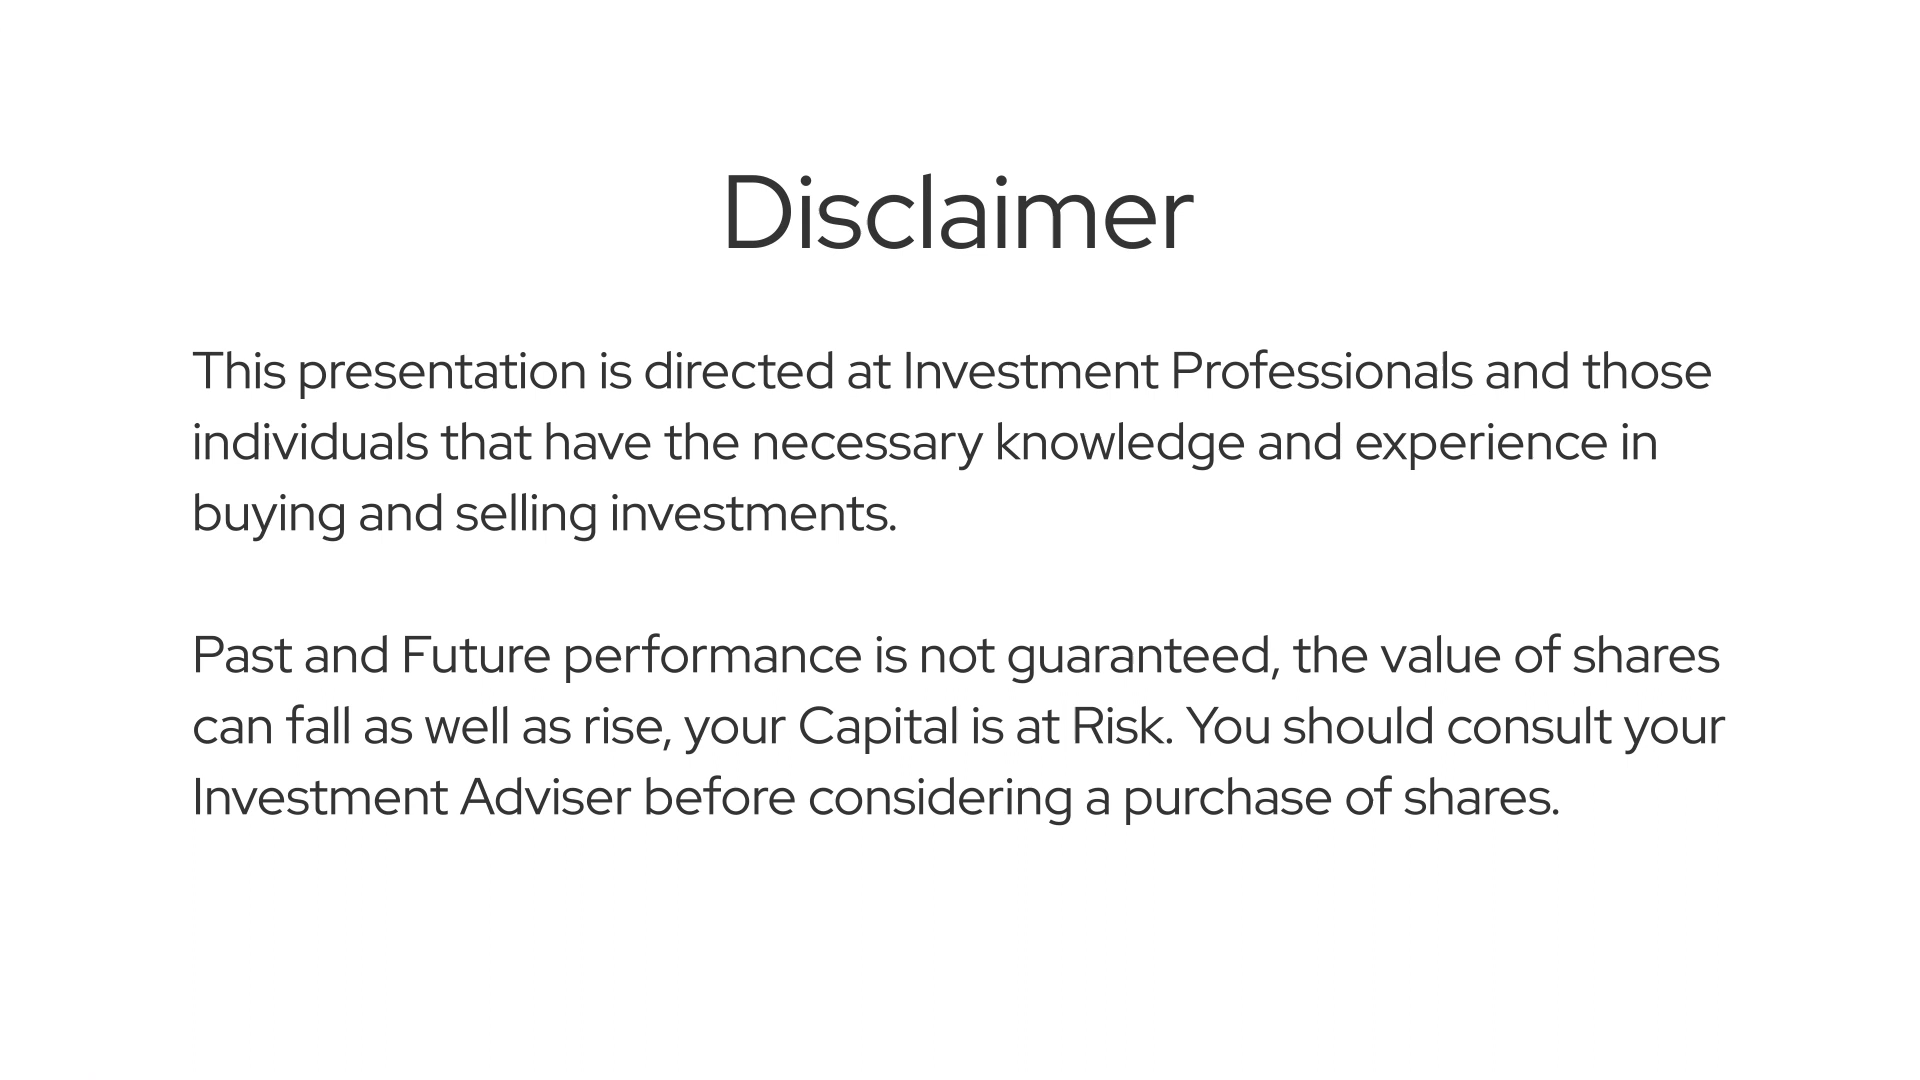 Disclaimer
This presentation is directed at Investment Professionals and those
individuals that have the necessary knowledge and experience in
buying and selling investments.
Past and Future performance is not guaranteed, the value of shares
can fall as well as rise, your Capital is at Risk. You should consult your
Investment Adviser before considering a purchase of shares.